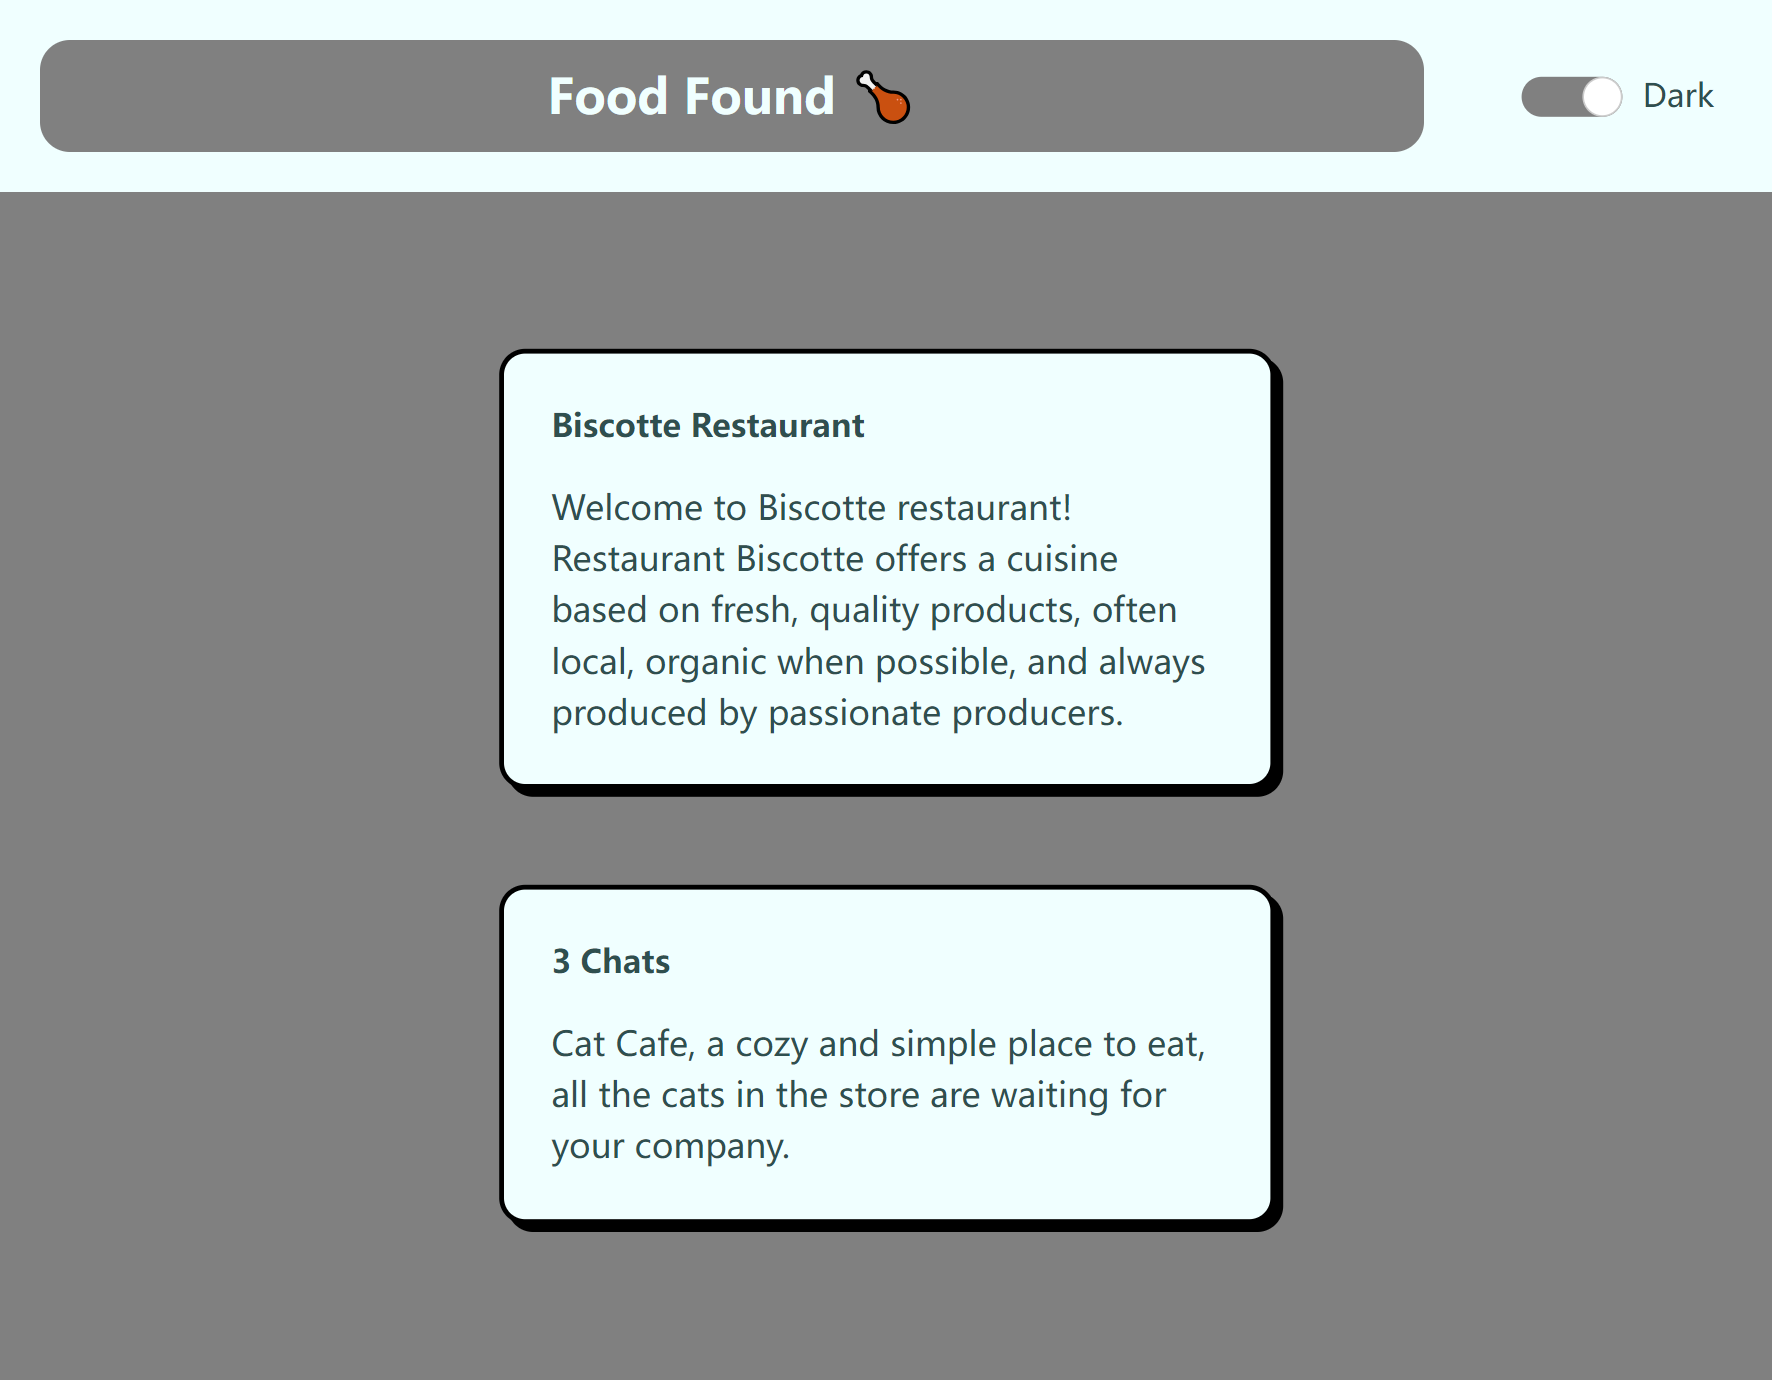 Food Found 🍗
Dark
Biscotte Restaurant
Welcome to Biscotte restaurant!
Restaurant Biscotte offers a cuisine
based on fresh, quality products, often
local, organic when possible, and always
produced by passionate producers.
3 Chats
Cat Cafe, a cozy and simple place to eat,
all the cats in the store are waiting for
your company.